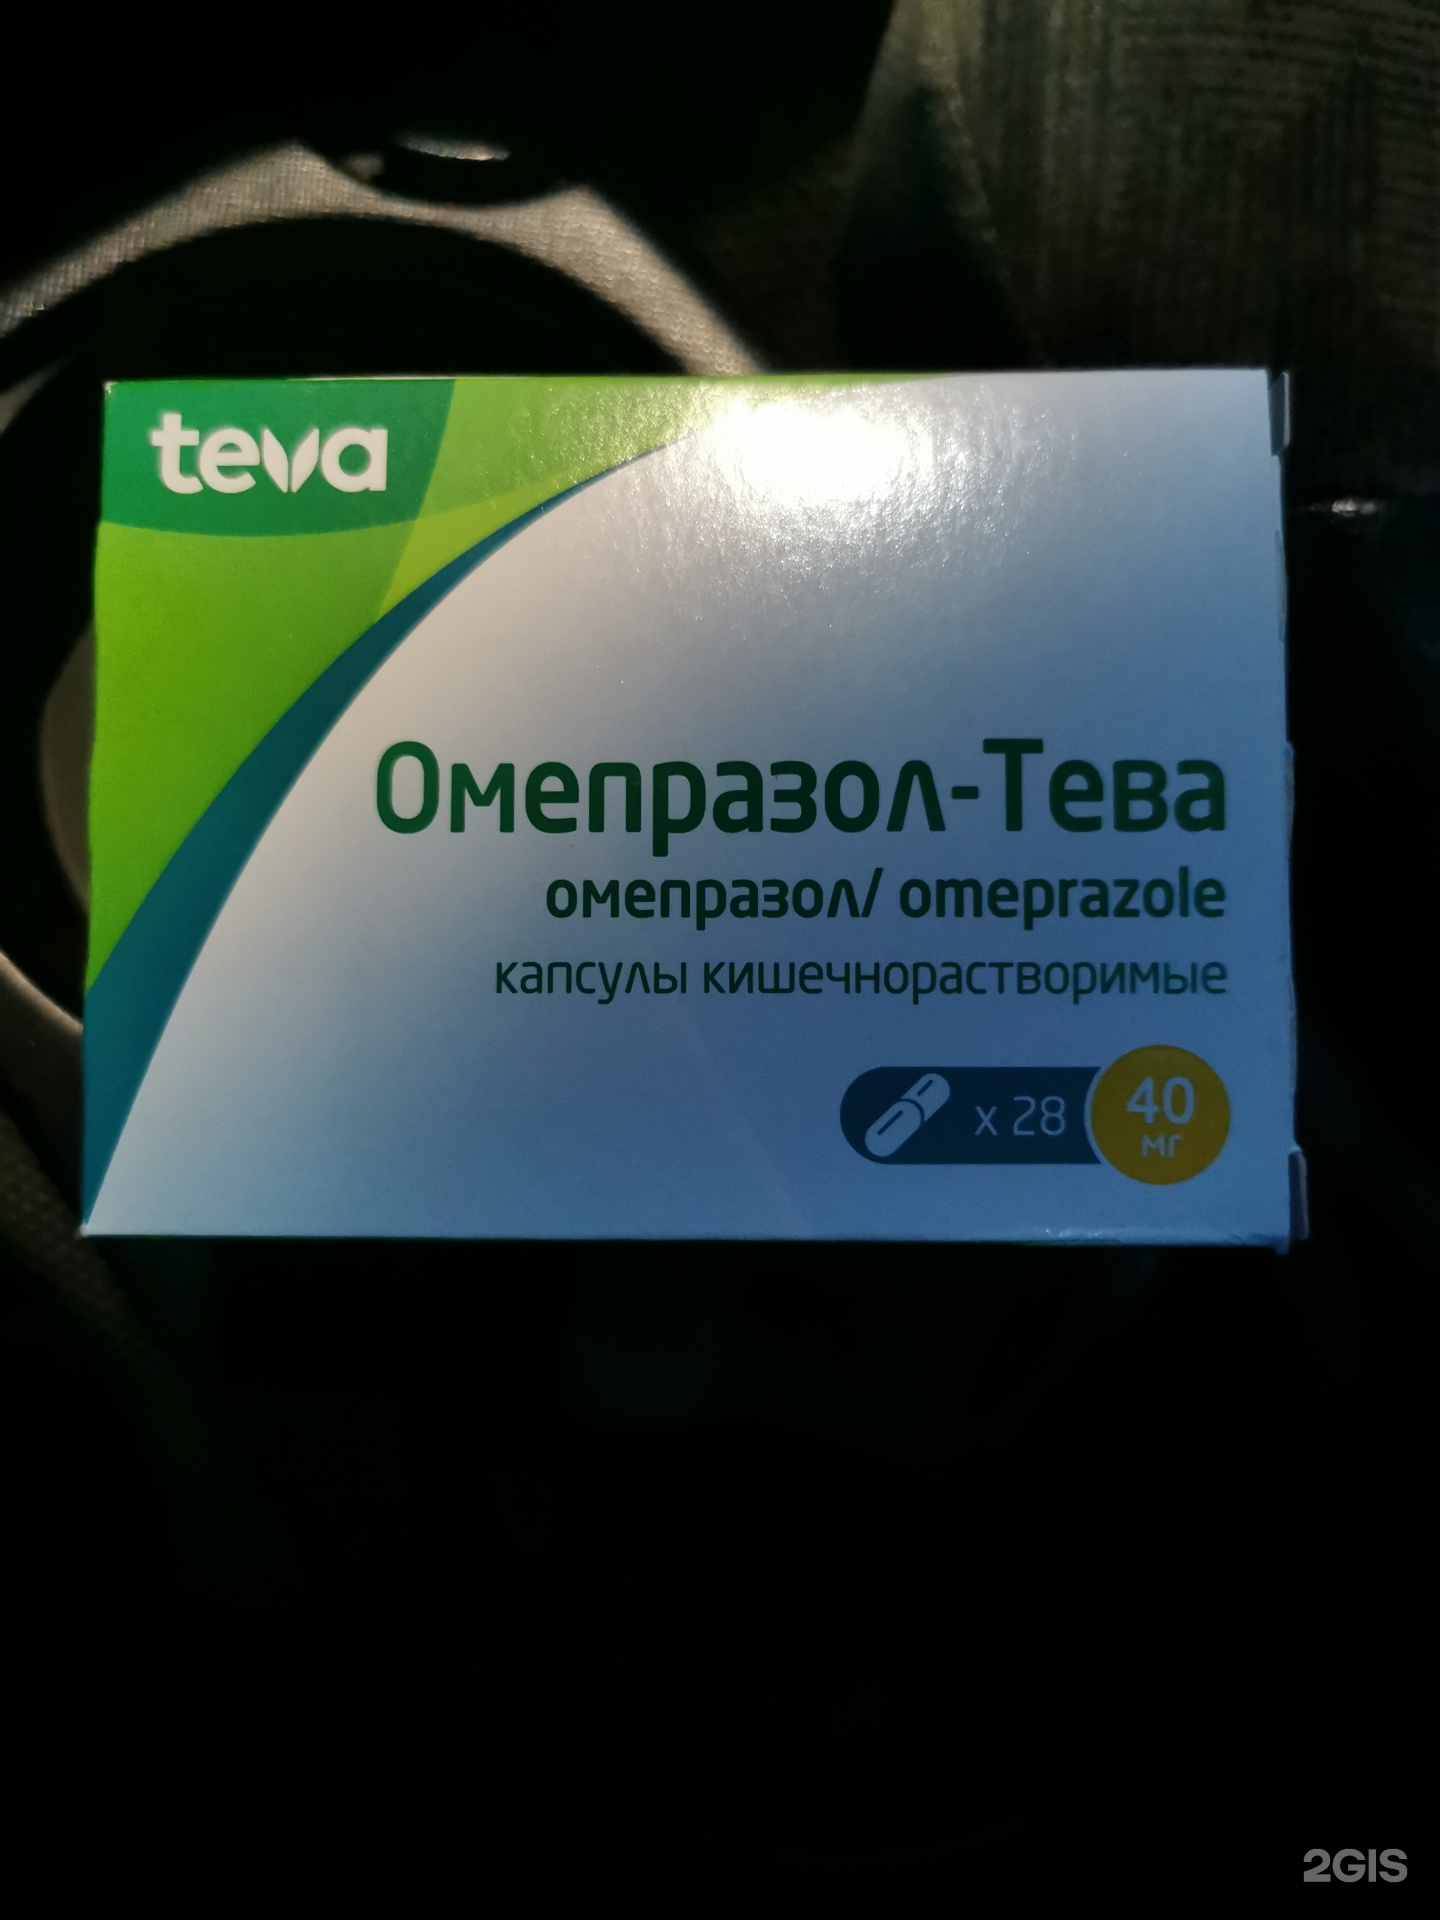 teva
Омепразол-Тева
омепразол/ omeprazole
капсулы кишечнорастворимые
x 28
40
мг
2GIS